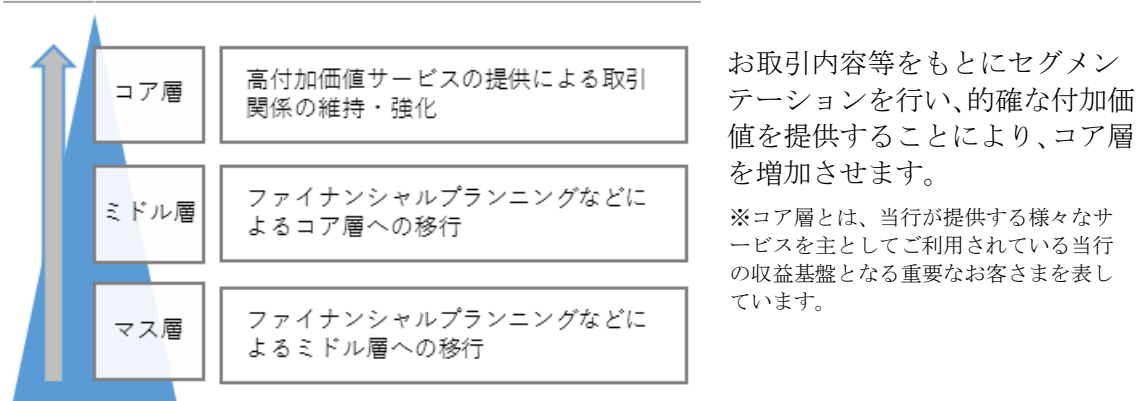 コア層
高付加価値サービスの提供による取引
関係の維持・強化
ミドル層
ファイナンシャルプランニングなどに
よるコア層への移行
マス層
ファイナンシャルプランニングなどに
よるミドル層への移行
お取引内容等をもとにセグメン
テーションを行い、的確な付加価
値を提供することにより、コア層
を増加させます。
※コア層とは、当行が提供する様々なサ
ービスを主としてご利用されている当行
の収益基盤となる重要なお客さまを表し
ています。